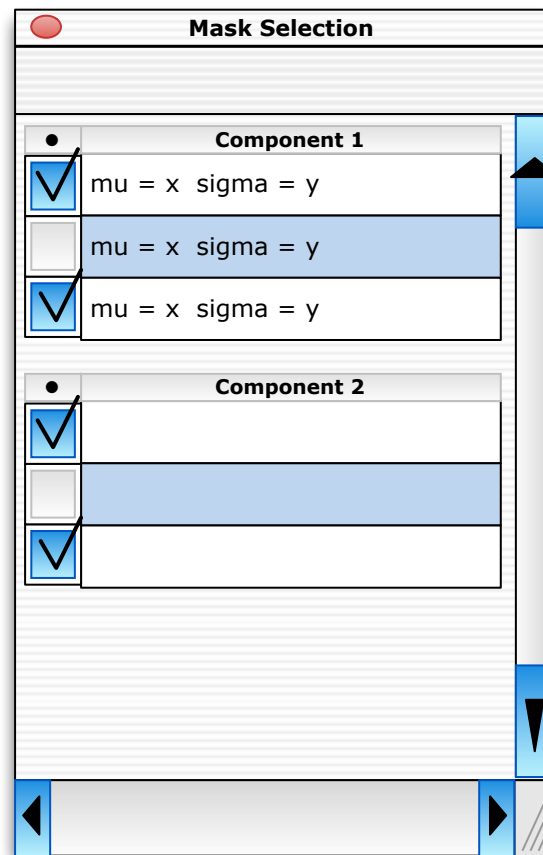 Mask Selection
Component 1
mu = x sigma = y
mu = x sigma = y
mu = x sigma = y
Component 2